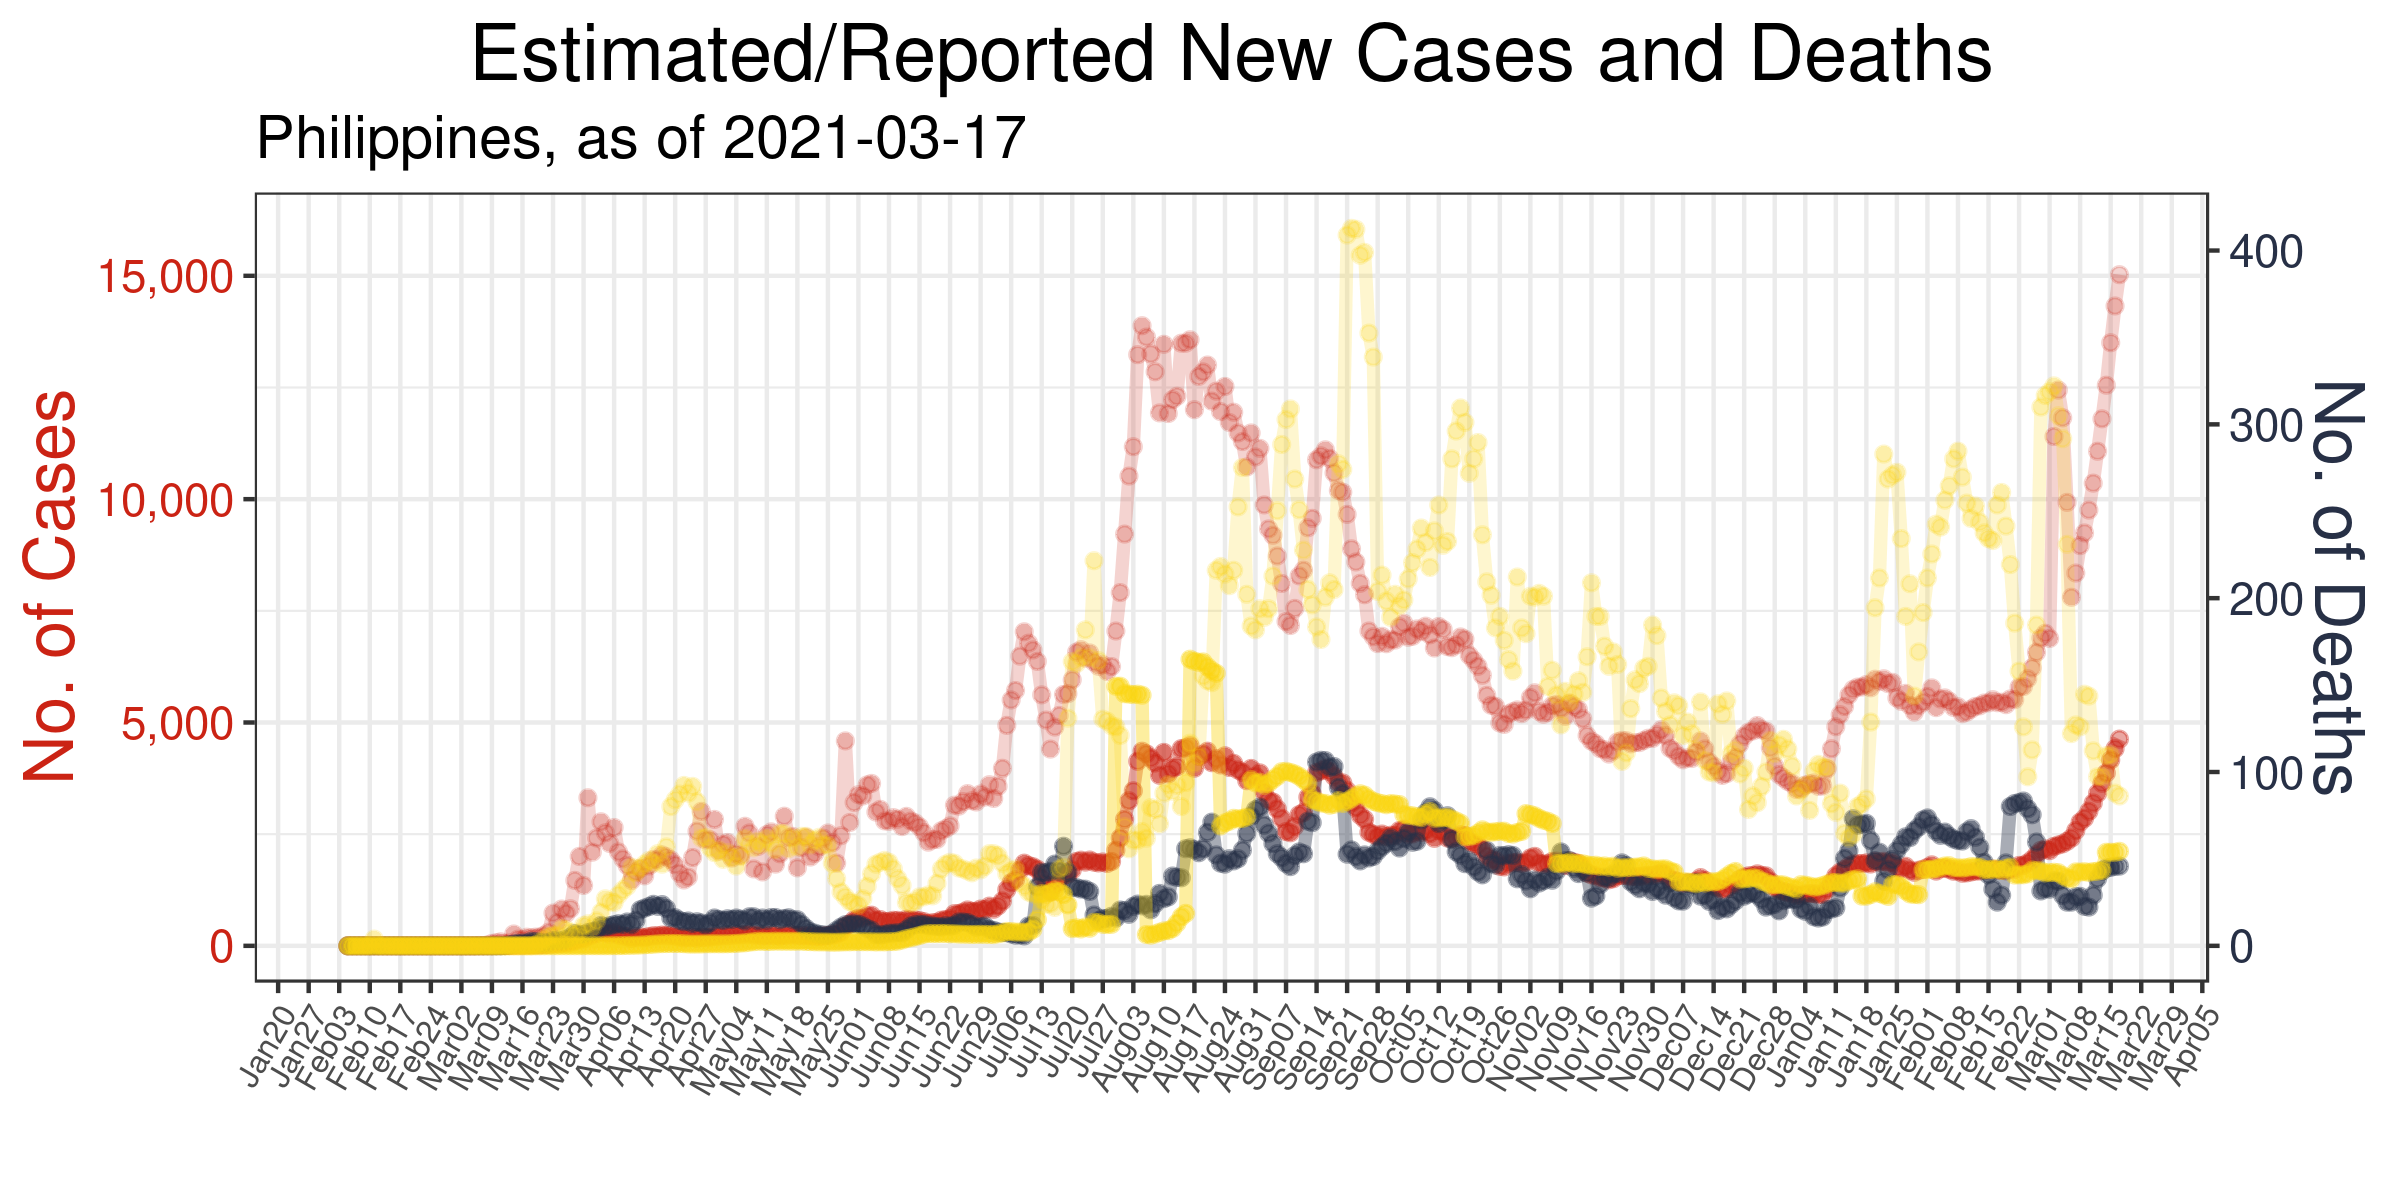 Estimated/Reported New Cases and Deaths
Philippines, as of 2021-03-17
No. of Cases
15,000
10,000
5,000
0
400
300
200
100
0
No. of Deaths
Jan20
Jan27
Feb03
Feb10
Feb17
Feb24
Mar02
Mar09
Mar16
Mar23
Mar30
Apr06
Apr13
Apr20
Apr27
May04
May11
May18
May25
Jun01
Jun08
Jun15
Jun22
Jun29
Jul06
Jul13
Jul20
Jul27
Aug03
Aug10
Aug17
Aug24
Aug31
Sep07
Sep14
Sep21
Sep28
Oct05
Oct12
Oct19
Oct26
Nov02
Nov09
Nov16
Nov23
Nov30
Dec07
Dec14
Dec21
Dec28
Dec04
Jan11
Jan18
Jan25
Jan01
Feb08
Feb15
Feb22
Mar01
Mar08
Mar15
Mar22
Mar29
Apr05